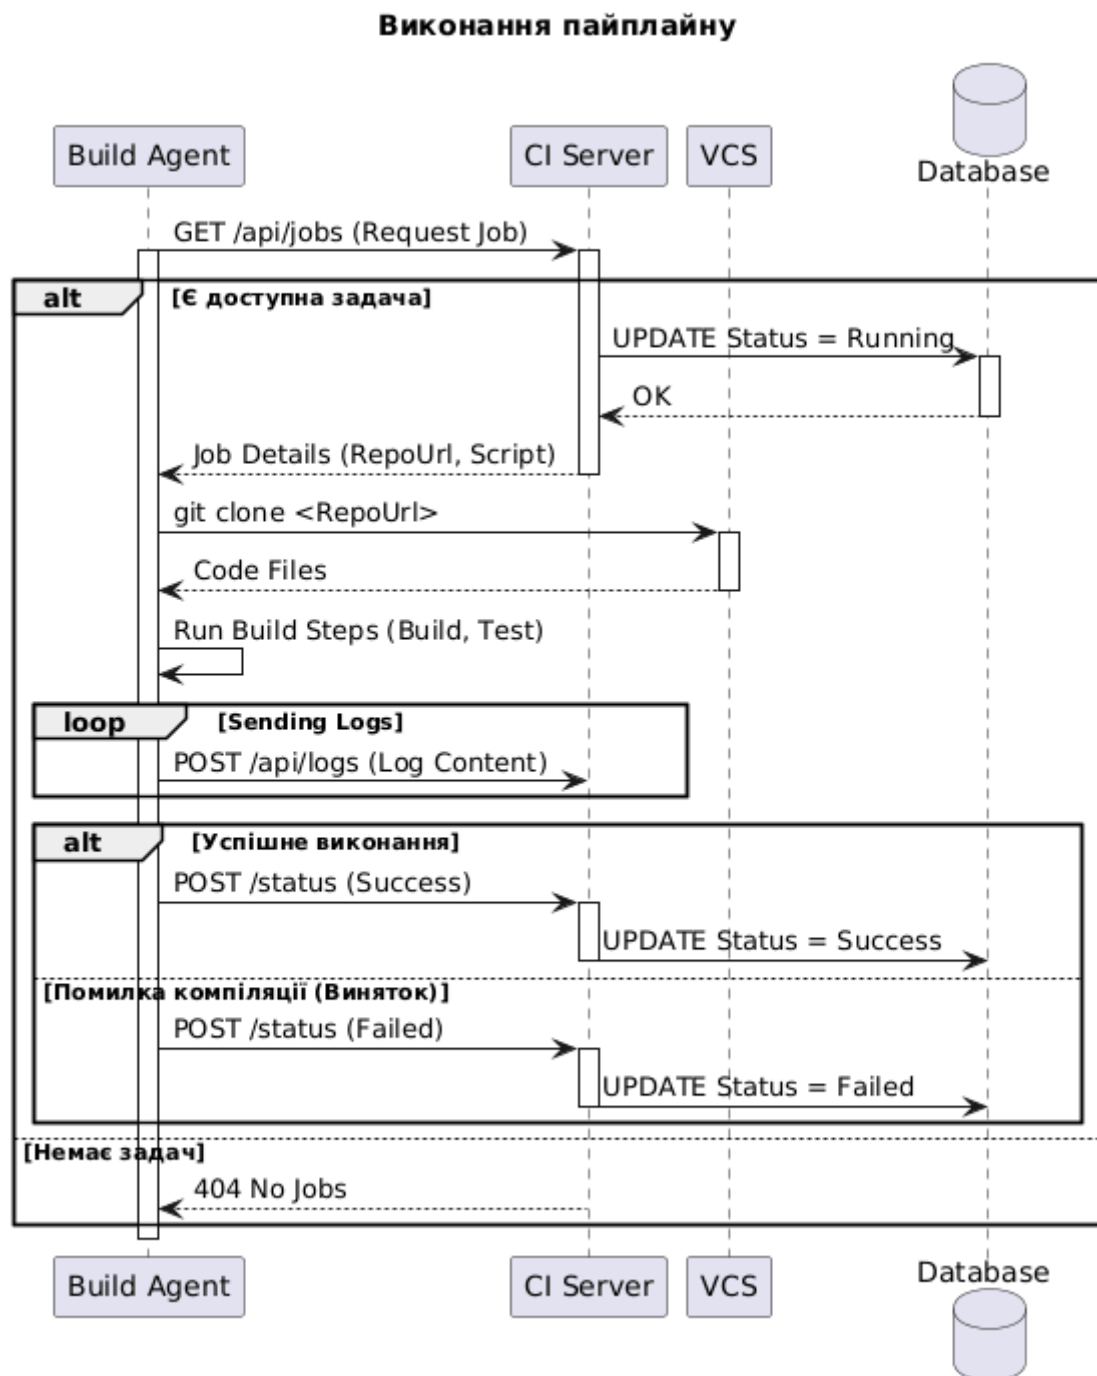 Виконання пайплайну
Build Agent
CI Server
VCS
Database
GET /api/jobs (Request Job)
alt
[Є доступна задача]
UPDATE Status = Running
OK
Job Details (RepoUrl, Script)
git clone <RepoUrl>
Code Files
Run Build Steps (Build, Test)
loop
[Sending Logs]
POST /api/logs (Log Content)
alt
[Успішне виконання]
POST /status (Success)
UPDATE Status = Success
[Помилка компіляції (Виняток)]
POST /status (Failed)
UPDATE Status = Failed
[Немає задач]
404 No Jobs
Build Agent
CI Server
VCS
Database